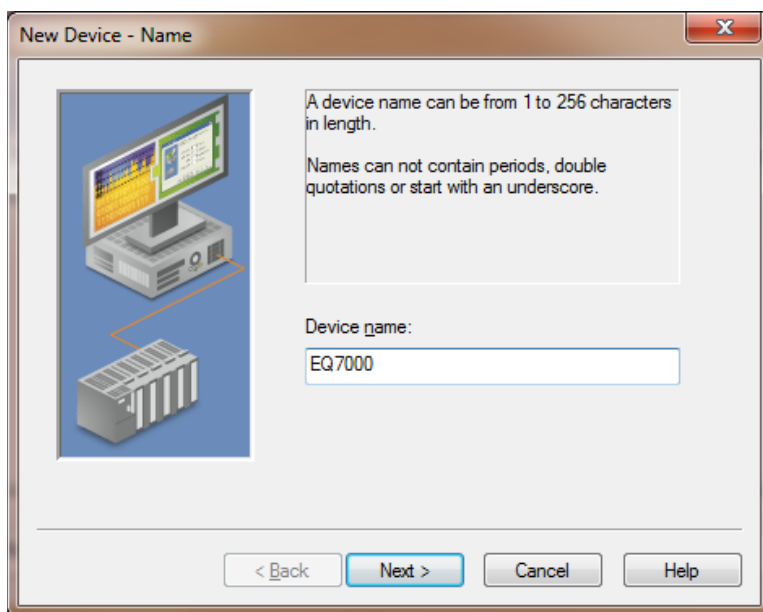 New Device - Name
A device name can be from 1 to 256 characters
in length.
Names can not contain periods, double
quotations or start with an underscore.
Device name:
EQ7000
< Back
Next >
Cancel
Help